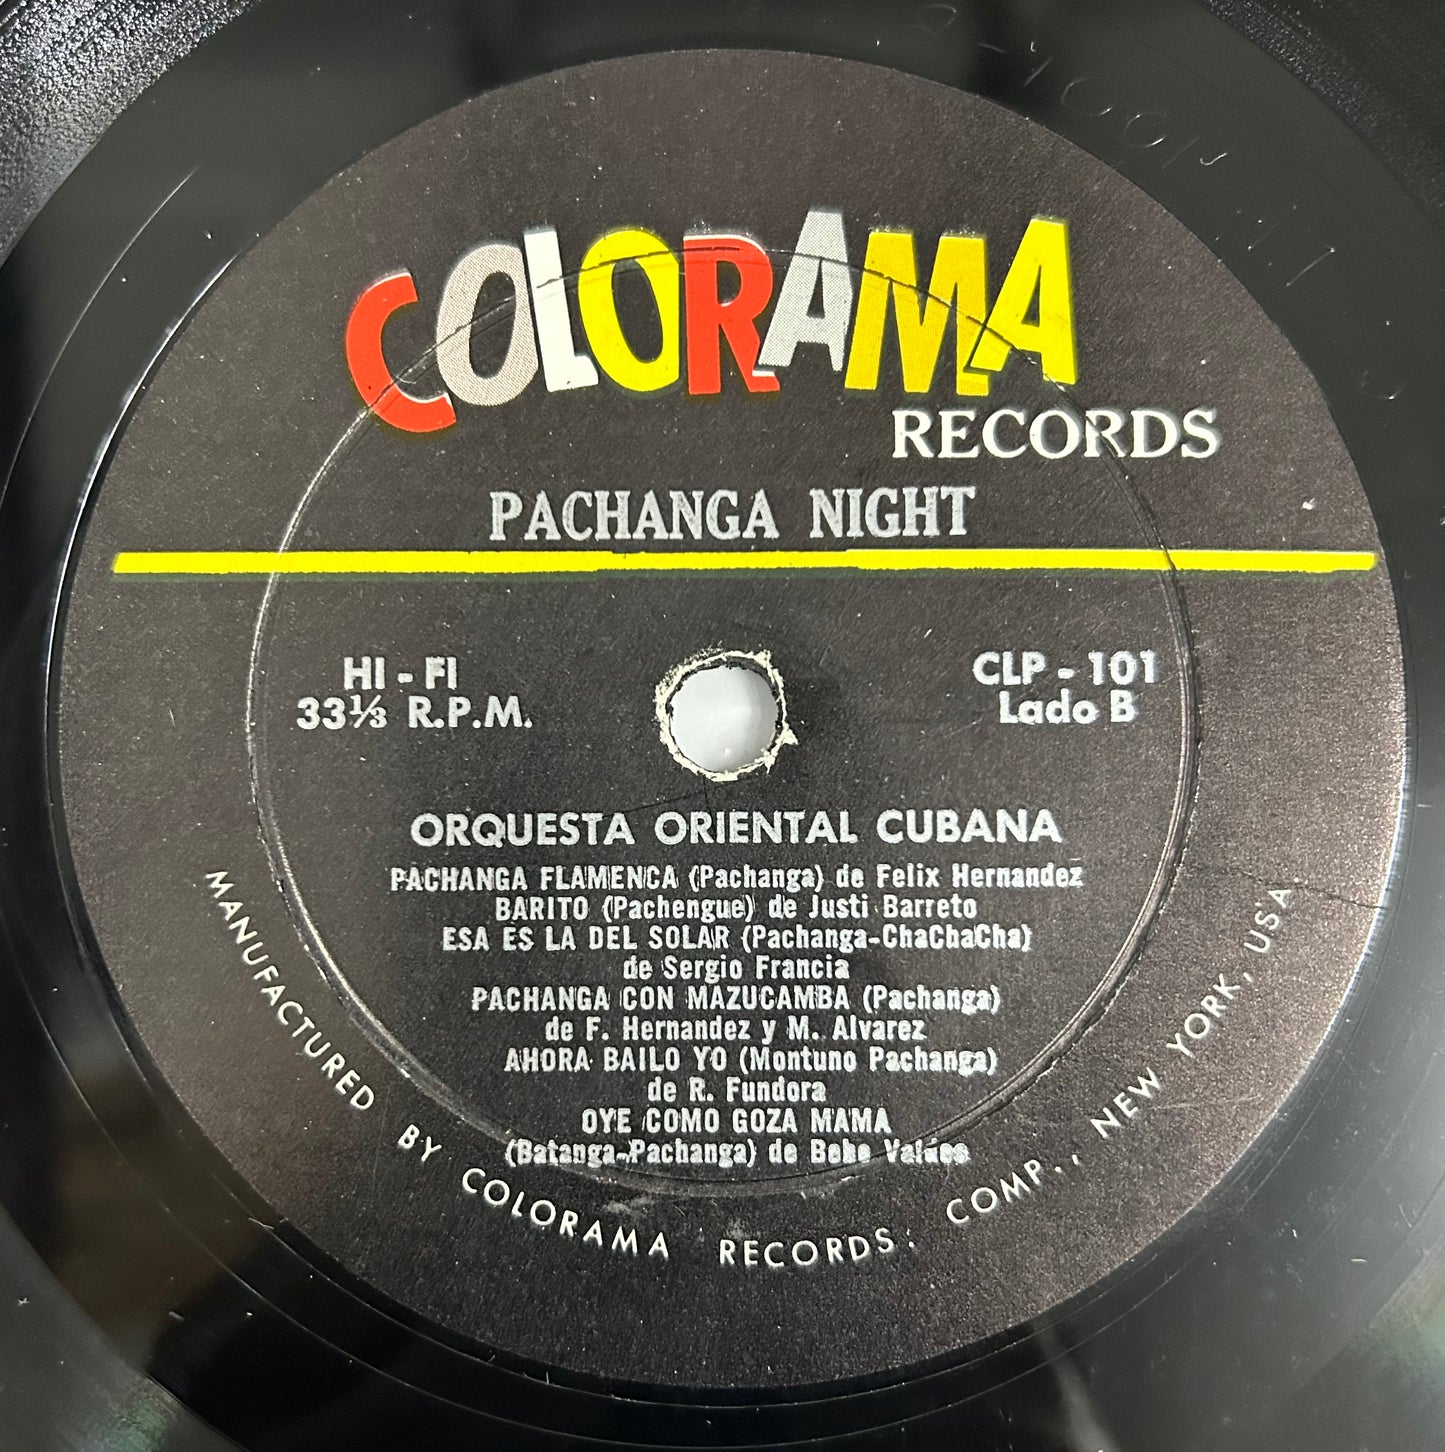 COLORAMA
RECORDS
PACHANGA NIGHT
HI - FI
33⅓ R.P.M.
CLP - 101
Lado B
ORQUESTA ORIENTAL CUBANA
PACHANGA FLAMENCA (Pachanga) de Felix Hernandez
BARITO (Pachengue) de Justi Barreto
ESA ES LA DEL SOLAR (Pachanga-ChaChaCha)
de Sergio Francia
PACHANGA CON MAZUCAMBA (Pachanga)
de F. Hernandez y M. Alvarez
AHORA BAILO YO (Montuno Pachanga)
de R. Fundora
OYE COMO GOZA MAMA
(Batanga-Pachanga) de Bebo Valdes
MANUFACTURED BY COLORAMA RECORDS. COMP., NEW YORK, USA